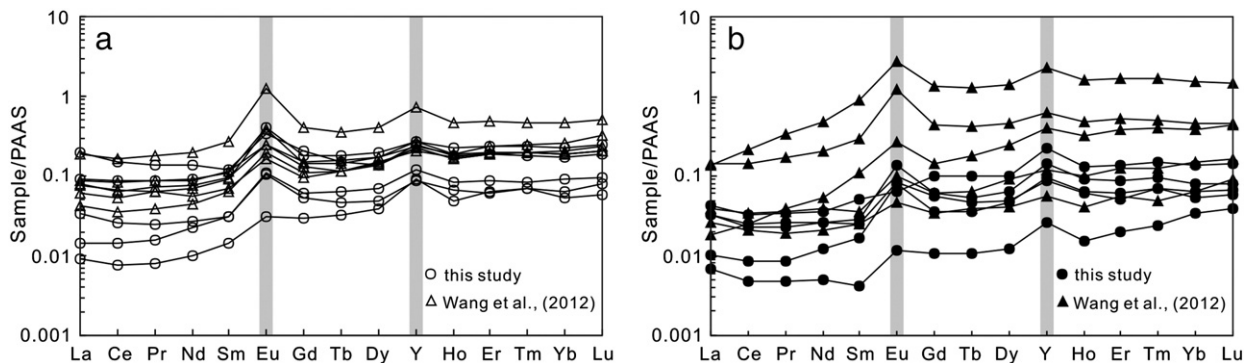 a
Sample/PAAS
10
1
0.1
0.01
0.001
this study
Wang et al., (2012)
La Ce Pr Nd Sm Eu Gd Tb Dy Y Ho Er Tm Yb Lu
b
Sample/PAAS
10
1
0.1
0.01
0.001
this study
Wang et al., (2012)
La Ce Pr Nd Sm Eu Gd Tb Dy Y Ho Er Tm Yb Lu